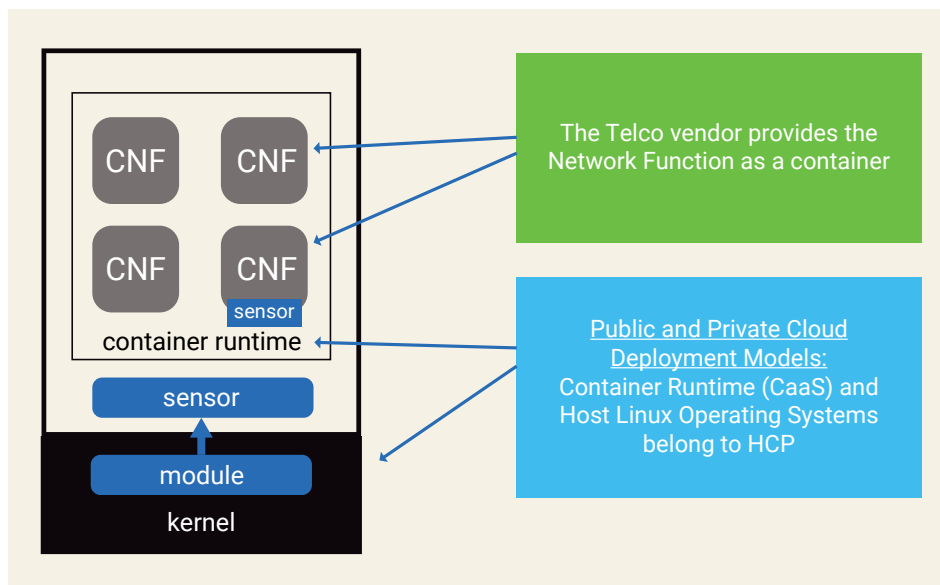 CNF
CNF
CNF
CNF
sensor
container runtime
sensor
module
kernel
The Telco vendor provides the
Network Function as a container
Public and Private Cloud
Deployment Models:
Container Runtime (CaaS) and
Host Linux Operating Systems
belong to HCP